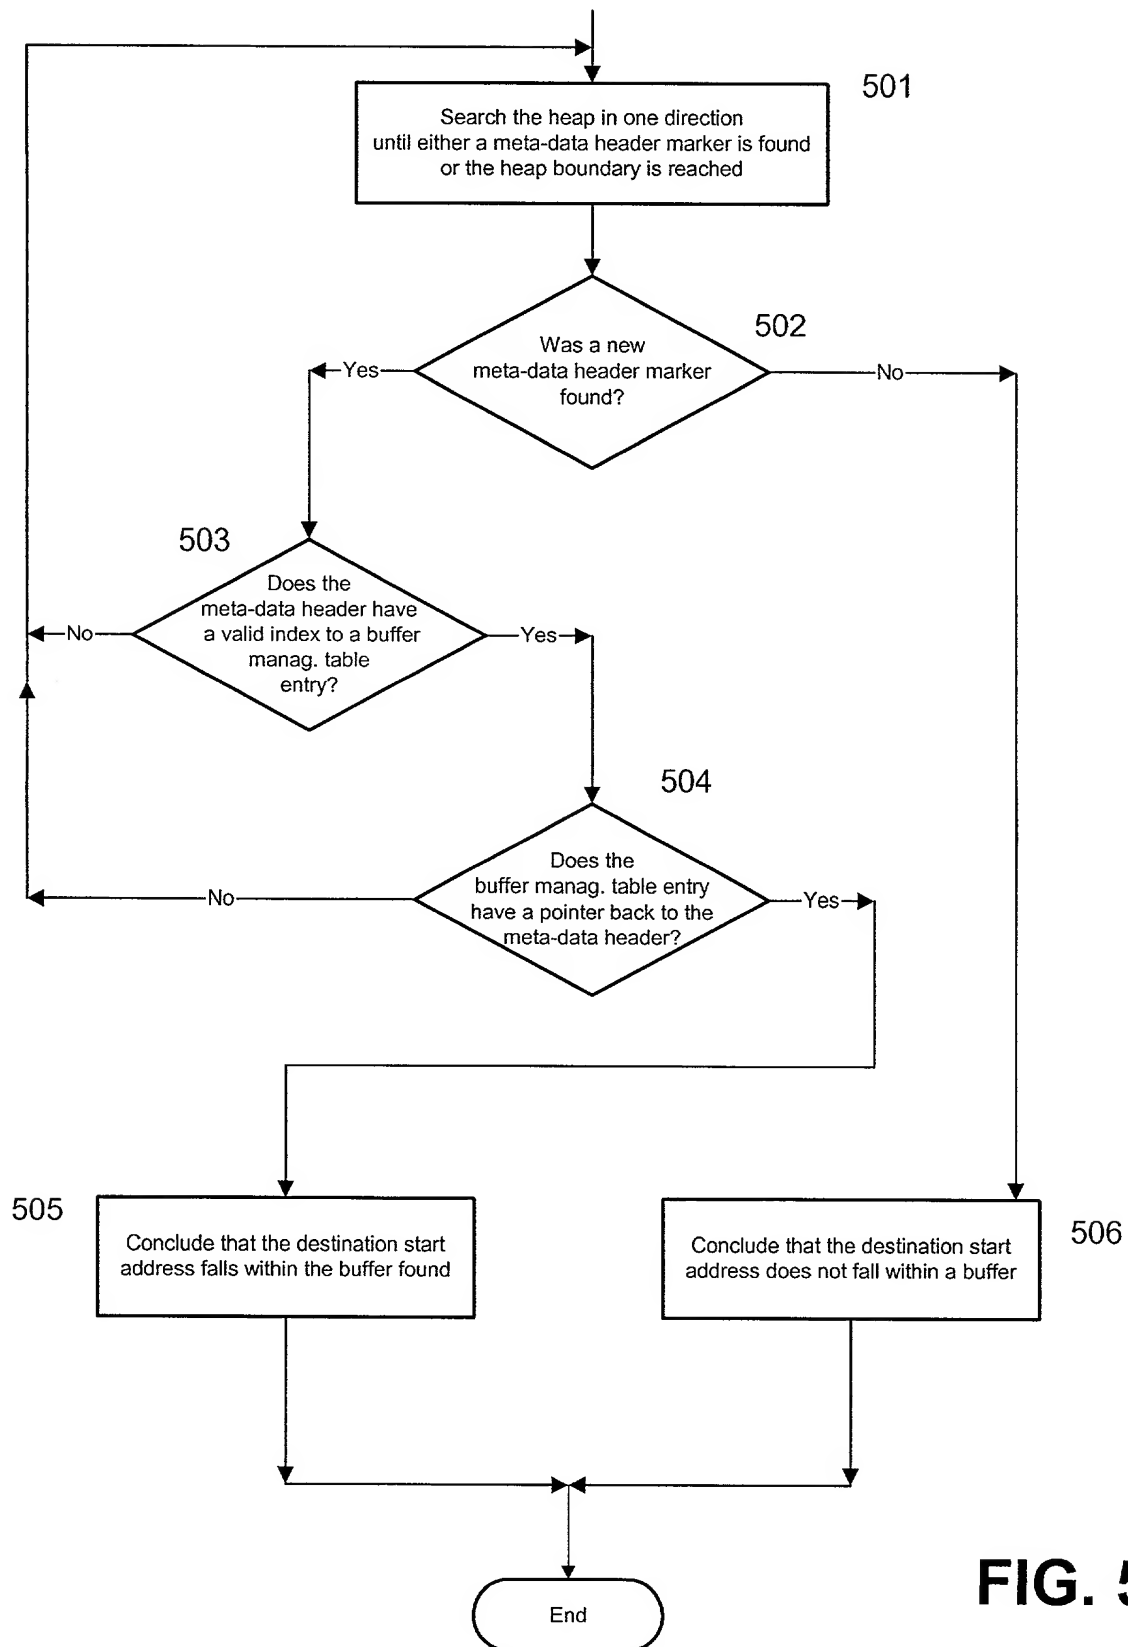 501
Search the heap in one direction
until either a meta-data header marker is found
or the heap boundary is reached
502
Was a new
meta-data header marker
found?
Yes
No
503
Does the
meta-data header have
a valid index to a buffer
manag. table
entry?
No
Yes
504
Does the
buffer manag. table entry
have a pointer back to the
meta-data header?
No
Yes
505
Conclude that the destination start
address falls within the buffer found
506
Conclude that the destination start
address does not fall within a buffer
End
FIG. 5